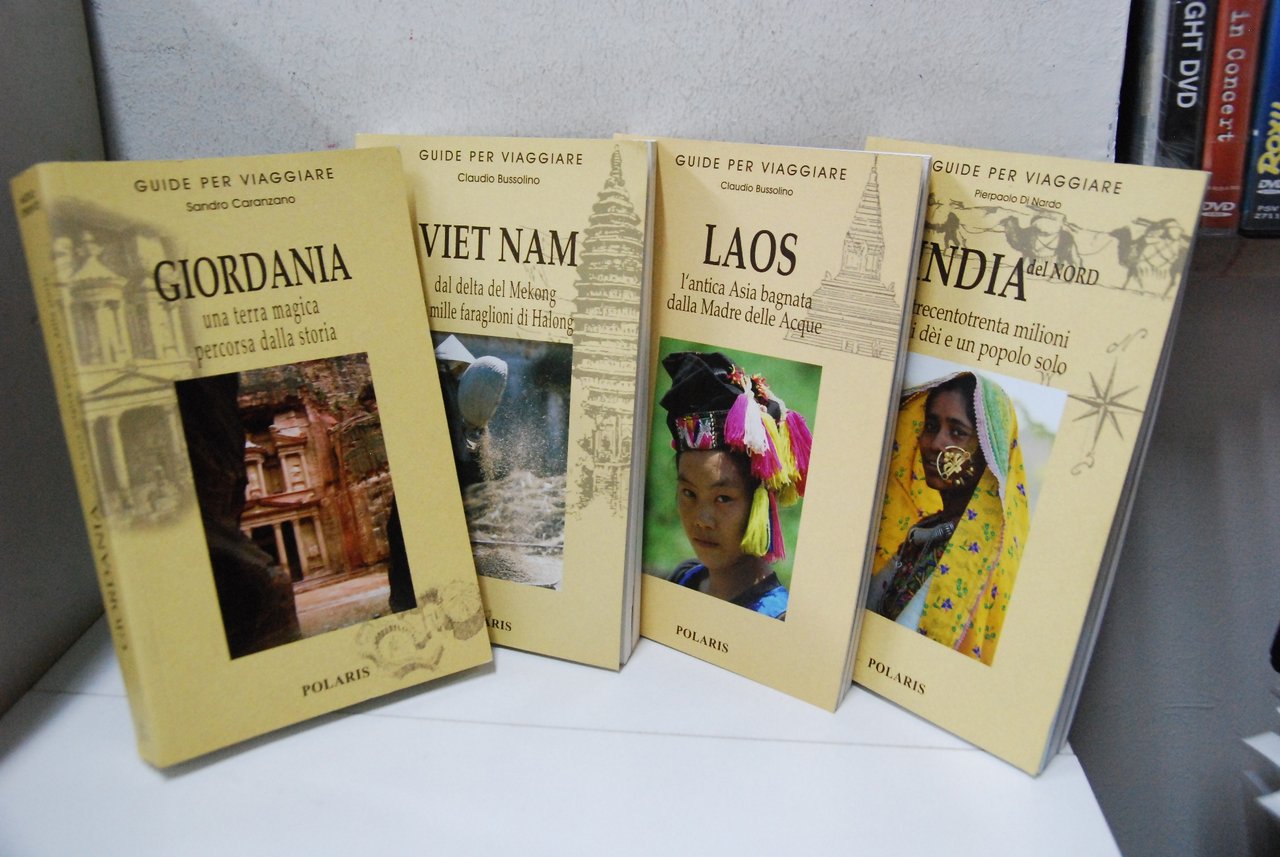 GUIDE PER VIAGGIARE
Sandro Caranzano
GIORDANIA
una terra magica
percorsa dalla storia
POLARIS
GIORDANIA
GUIDE PER VIAGGIARE
Claudio Bussolino
VIET NAM
dal delta del Mekong
mille faraglioni di Halong
GUIDE PER VIAGGIARE
Claudio Bussolino
LAOS
l'antica Asia bagnata
dalla Madre delle Acque
POLARIS
GUIDE PER VIAGGIARE
Pierpaolo Di Nardo
INDIA del NORD
trecentotrenta milioni
di dèi e un popolo solo
POLARIS
GHT DVD
in Concert
DVD